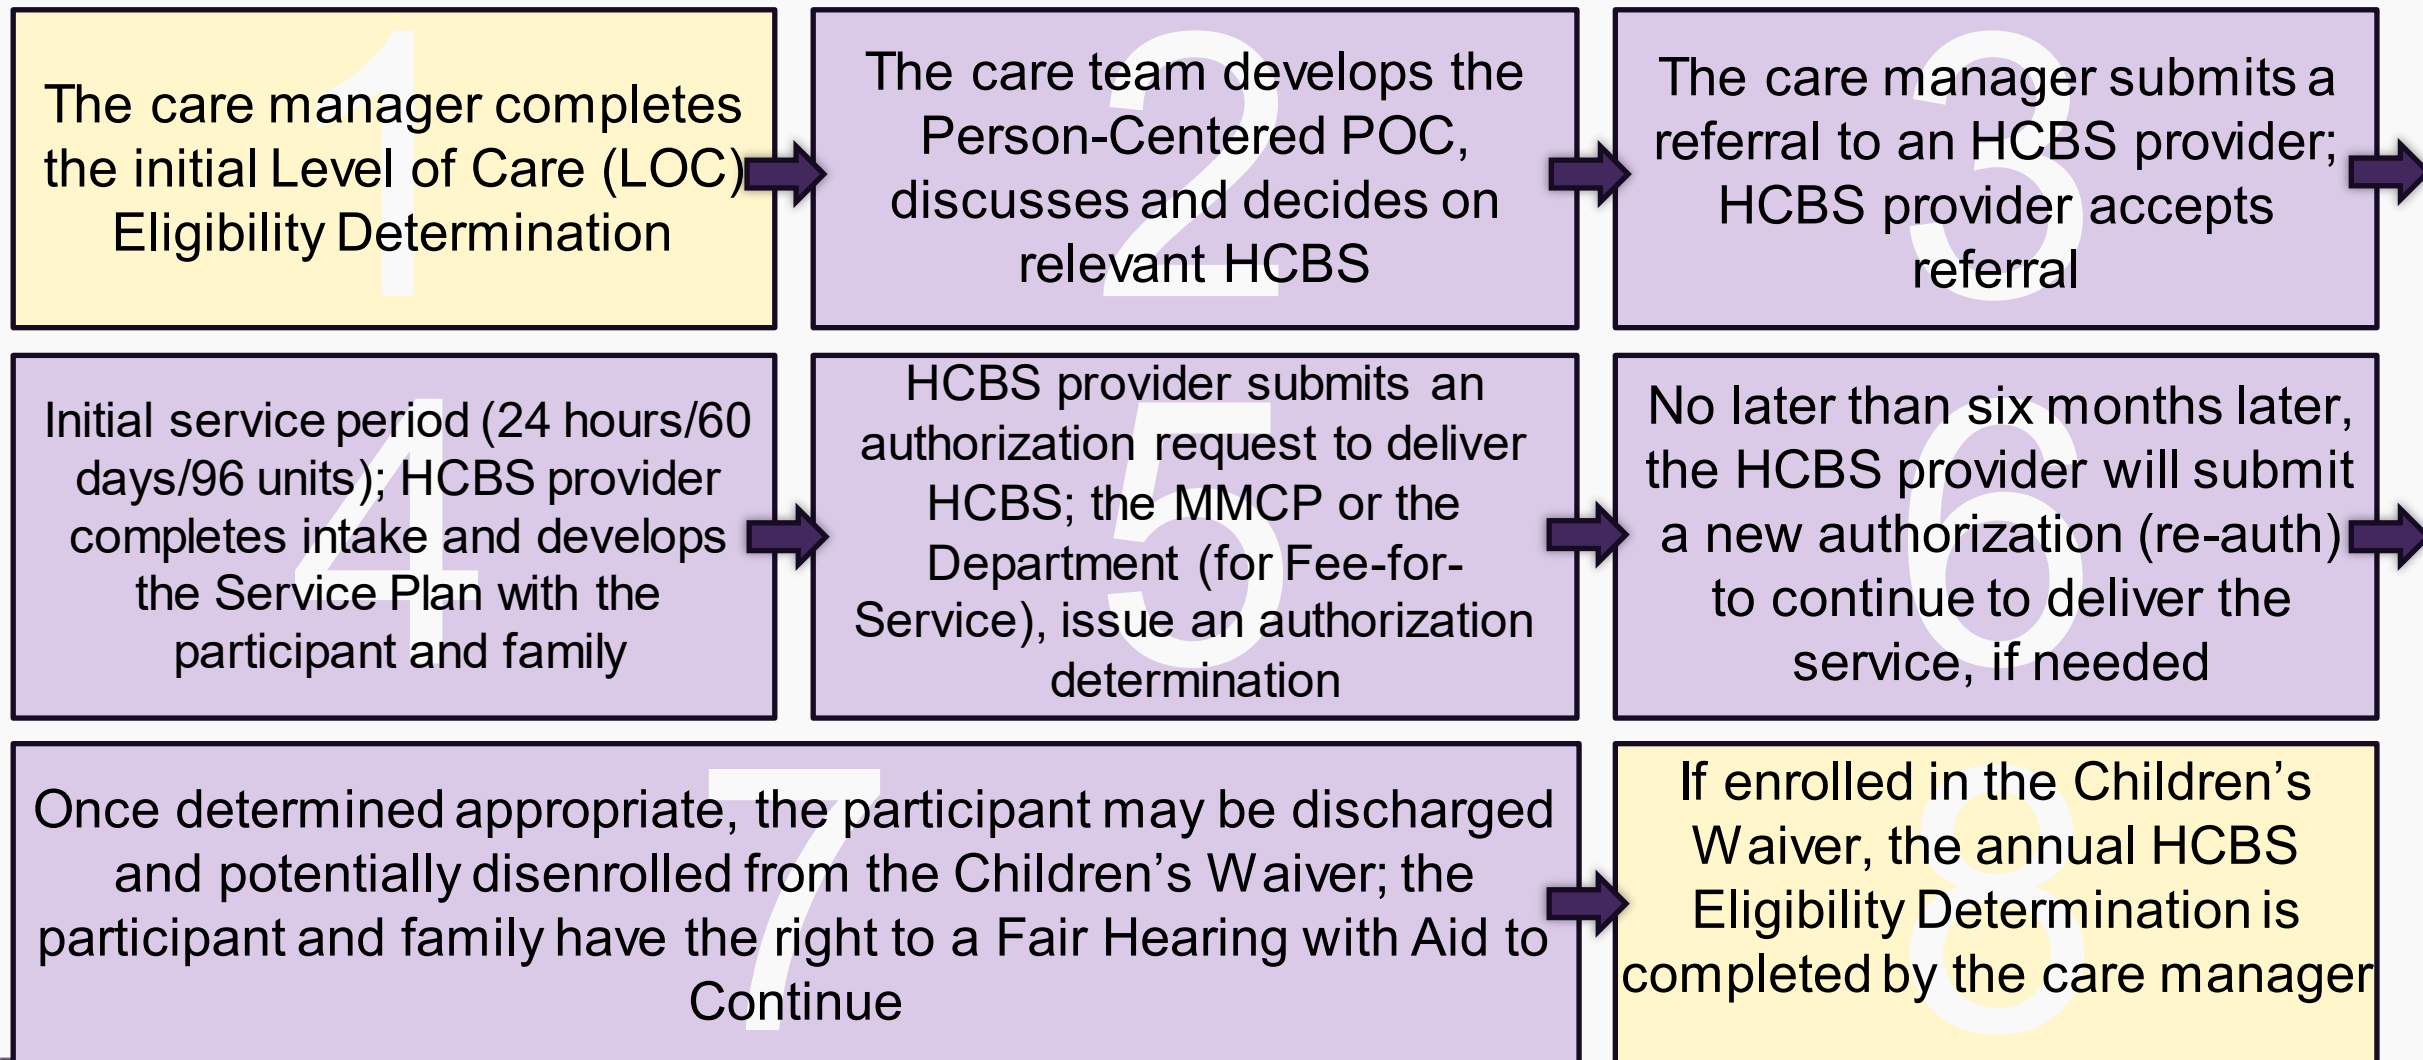 1
The care manager completes
the initial Level of Care (LOC)
Eligibility Determination
2
The care team develops the
Person-Centered POC,
discusses and decides on
relevant HCBS
3
The care manager submits a
referral to an HCBS provider;
HCBS provider accepts
referral
4
Initial service period (24 hours/60
days/96 units); HCBS provider
completes intake and develops
the Service Plan with the
participant and family
5
HCBS provider submits an
authorization request to deliver
HCBS; the MMCP or the
Department (for Fee-for-
Service), issue an authorization
determination
6
No later than six months later,
the HCBS provider will submit
a new authorization (re-auth)
to continue to deliver the
service, if needed
7
Once determined appropriate, the participant may be discharged
and potentially disenrolled from the Children’s Waiver; the
participant and family have the right to a Fair Hearing with Aid to
Continue
8
If enrolled in the Children’s
Waiver, the annual HCBS
Eligibility Determination is
completed by the care manager